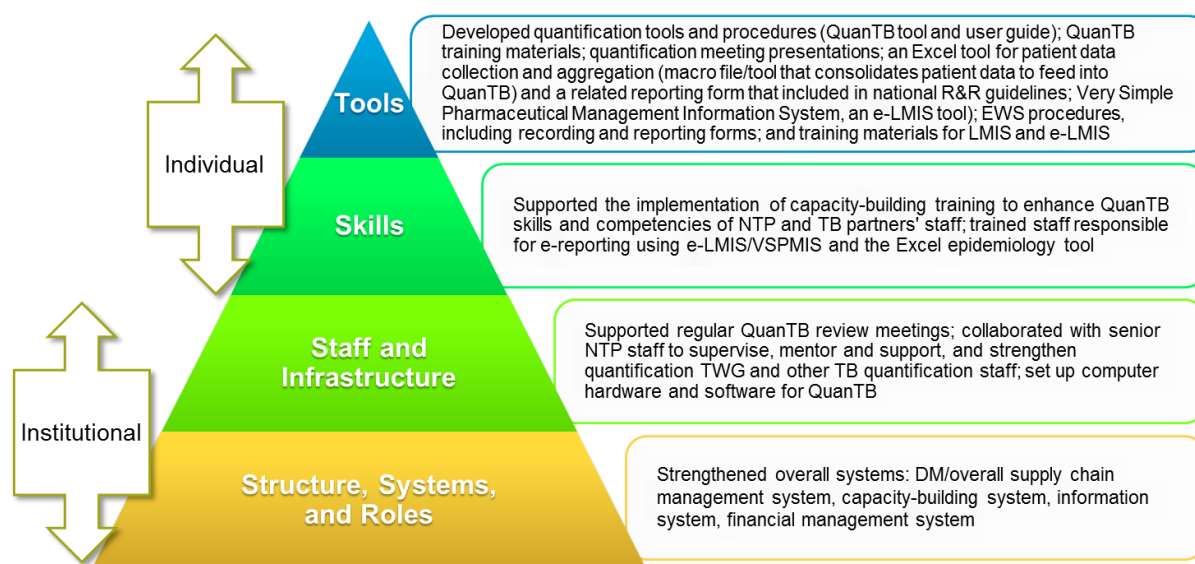 Developed quantification tools and procedures (QuanTB tool and user guide); QuanTB
training materials; quantification meeting presentations; an Excel tool for patient data
collection and aggregation (macro file/tool that consolidates patient data to feed into
QuanTB) and a related reporting form that included in national R&R guidelines; Very Simple
Pharmaceutical Management Information System, an e-LMIS tool); EWS procedures,
including recording and reporting forms; and training materials for LMIS and e-LMIS
Tools
Individual
Skills
Supported the implementation of capacity-building training to enhance QuanTB
skills and competencies of NTP and TB partners' staff; trained staff responsible
for e-reporting using e-LMIS/VSPMIS and the Excel epidemiology tool
Staff and
Infrastructure
Supported regular QuanTB review meetings; collaborated with senior
NTP staff to supervise, mentor and support, and strengthen
quantification TWG and other TB quantification staff; set up computer
hardware and software for QuanTB
Institutional
Structure, Systems,
and Roles
Strengthened overall systems: DM/overall supply chain
management system, capacity-building system, information
system, financial management system